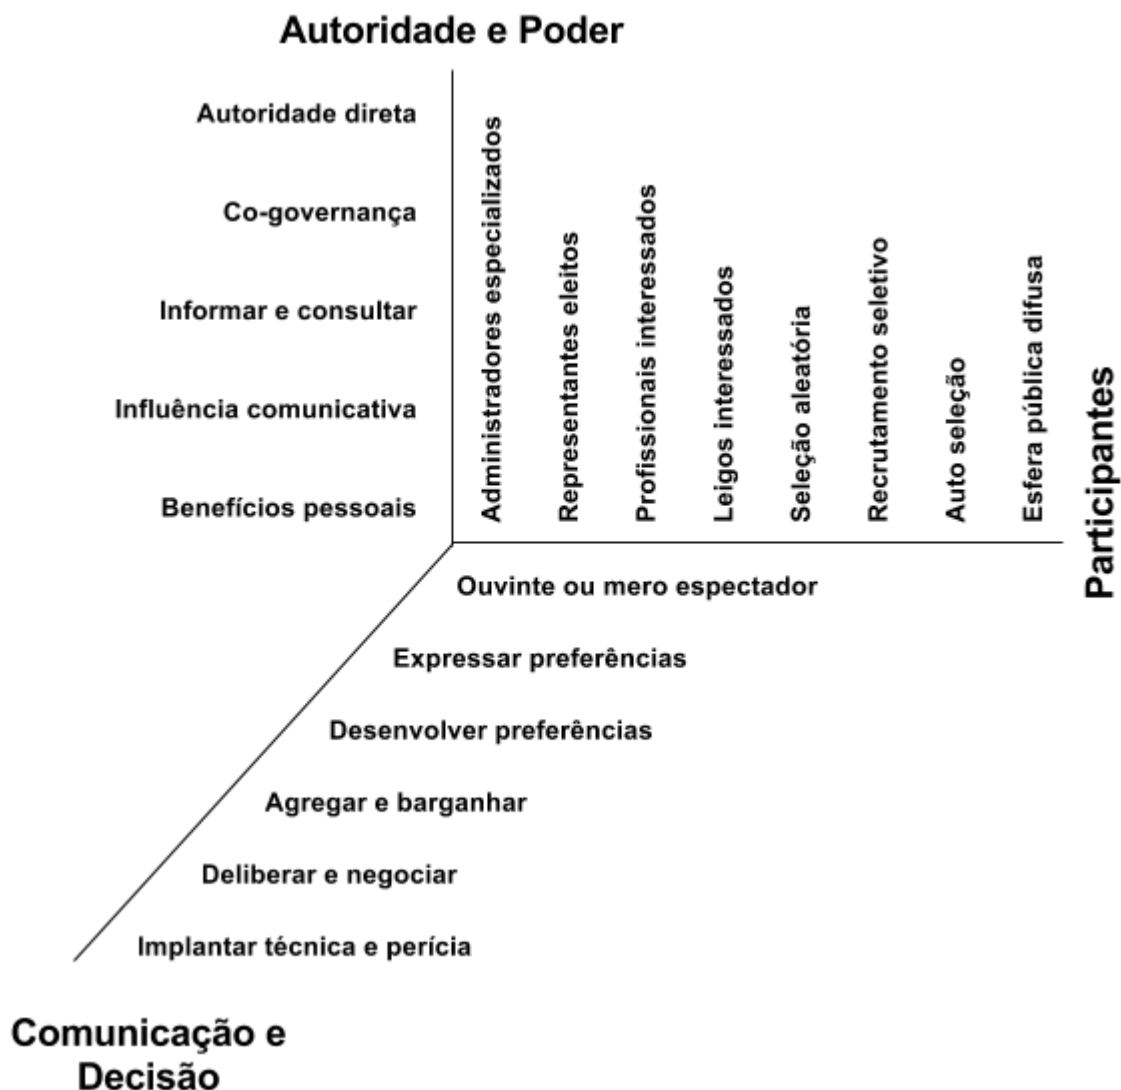 Autoridade e Poder
Autoridade direta
Co-governança
Informar e consultar
Influência comunicativa
Benefícios pessoais
Administradores especializados
Representantes eleitos
Profissionais interessados
Leigos interessados
Seleção aleatória
Recrutamento seletivo
Auto seleção
Esfera pública difusa
Participantes
Ouvinte ou mero espectador
Expressar preferências
Desenvolver preferências
Agregar e barganhar
Deliberar e negociar
Implantar técnica e perícia
Comunicação e
Decisão